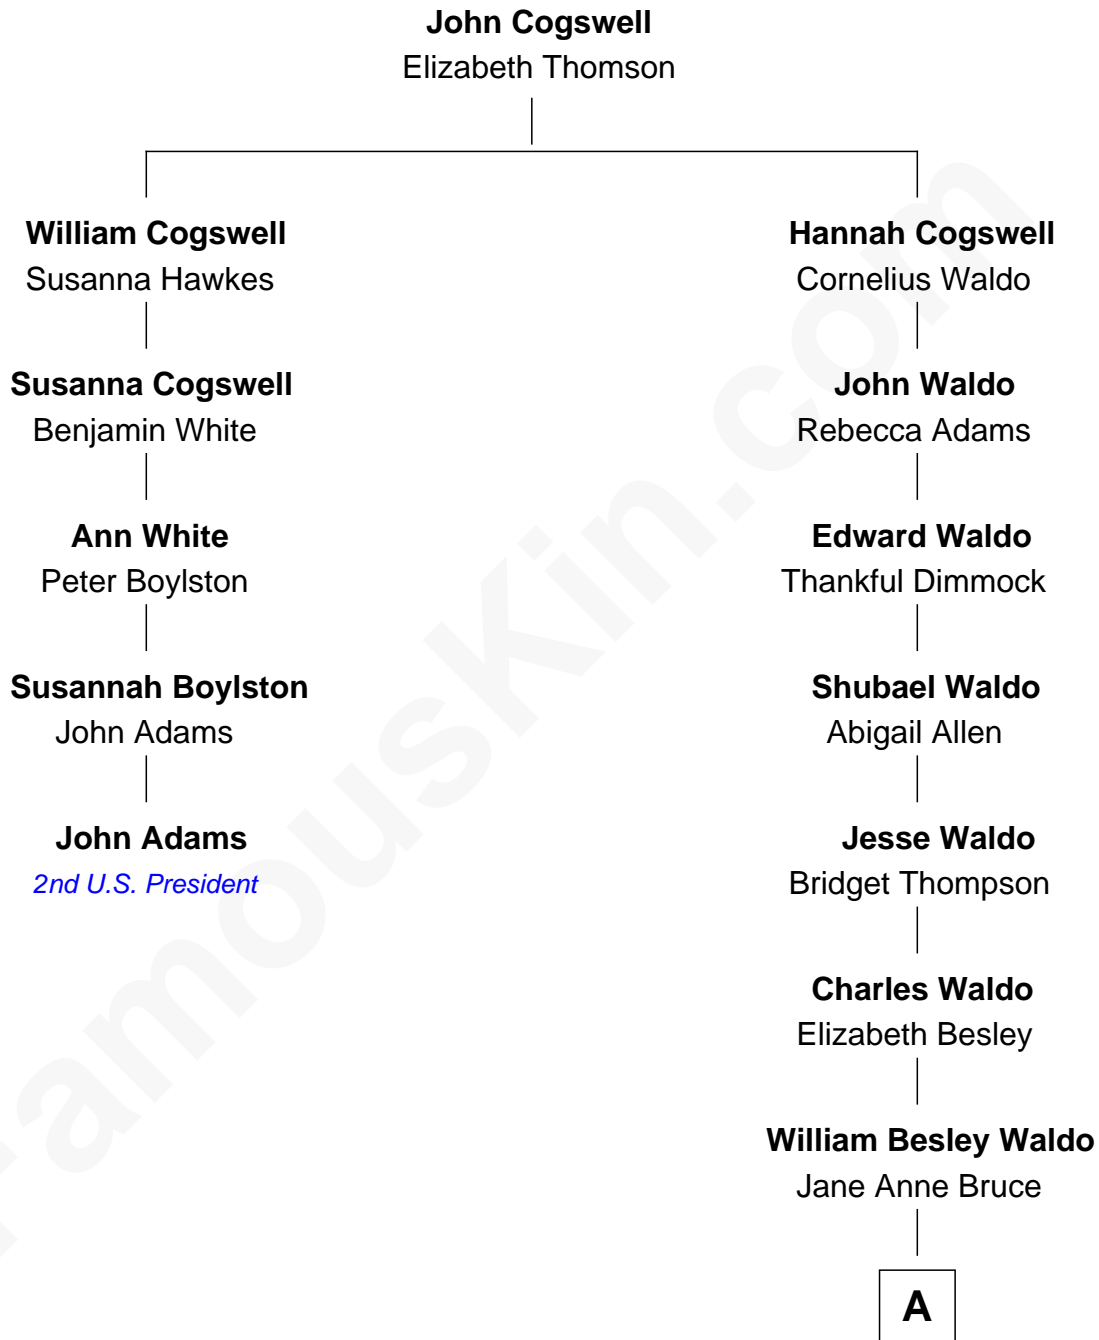 John Cogswell
Elizabeth Thomson
William Cogswell
Susanna Hawkes
Hannah Cogswell
Cornelius Waldo
Susanna Cogswell
Benjamin White
John Waldo
Rebecca Adams
Ann White
Peter Boylston
Edward Waldo
Thankful Dimmock
Susannah Boylston
John Adams
Shubael Waldo
Abigail Allen
John Adams
2nd U.S. President
Jesse Waldo
Bridget Thompson
Charles Waldo
Elizabeth Besley
William Besley Waldo
Jane Anne Bruce
A
FamousKin.com